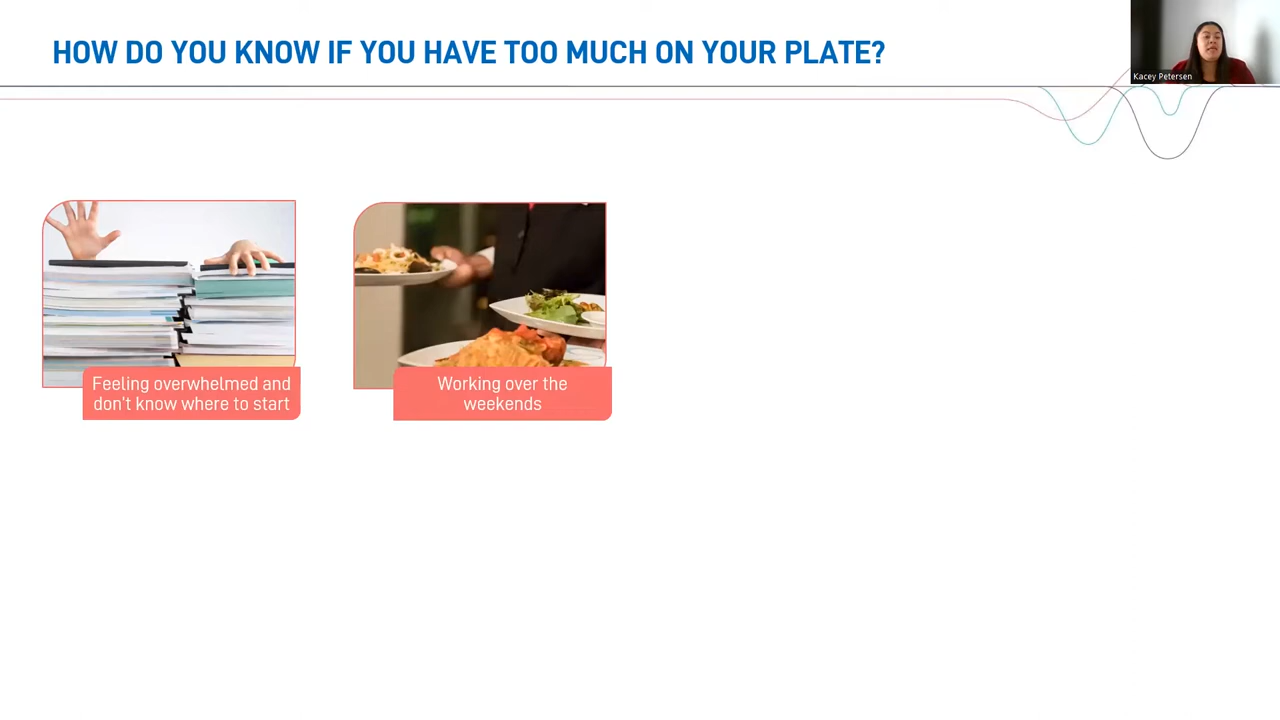 HOW DO YOU KNOW IF YOU HAVE TOO MUCH ON YOUR PLATE?
Kacey Petersen
Feeling overwhelmed and
don't know where to start
Working over the
weekends